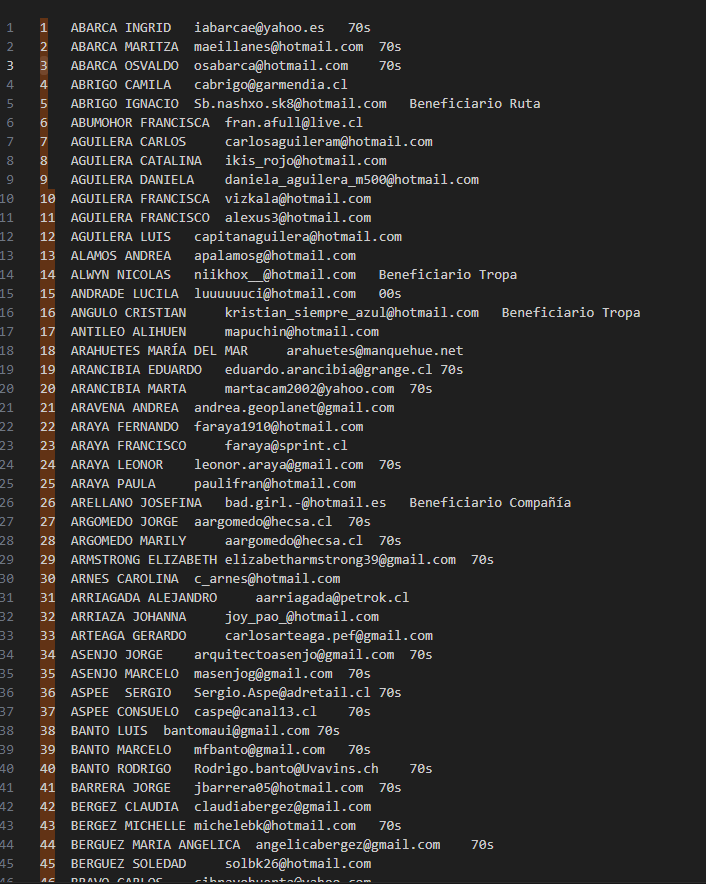 1 1 ABARCA INGRID iabarcae@yahoo.es 70s
2 2 ABARCA MARITZA maeillanes@hotmail.com 70s
3 3 ABARCA OSVALDO osabarca@hotmail.com 70s
4 4 ABRIGO CAMILA cabrigo@garmendia.cl
5 5 ABRIGO IGNACIO Sb.nashxo.sk8@hotmail.com Beneficiario Ruta
6 6 ABUMOHOR FRANCISCA fran.afull@live.cl
7 7 AGUILERA CARLOS carlosaguileram@hotmail.com
8 8 AGUILERA CATALINA ikis_rojo@hotmail.com
9 9 AGUILERA DANIELA daniela_aguilera_m500@hotmail.com
10 10 AGUILERA FRANCISCA vizkala@hotmail.com
11 11 AGUILERA FRANCISCO alexus3@hotmail.com
12 12 AGUILERA LUIS capitanaguilera@hotmail.com
13 13 ALAMOS ANDREA apalamosg@hotmail.com
14 14 ALWYN NICOLAS niikhox__@hotmail.com Beneficiario Tropa
15 15 ANDRADE LUCILA luuuuuuci@hotmail.com 00s
16 16 ANGULO CRISTIAN kristian_siempre_azul@hotmail.com Beneficiario Tropa
17 17 ANTILEO ALIHUEN mapuchin@hotmail.com
18 18 ARAHUETES MARÍA DEL MAR arahuetes@manquehue.net
19 19 ARANCIBIA EDUARDO eduardo.arancibia@grange.cl 70s
20 20 ARANCIBIA MARTA martacam2002@yahoo.com 70s
21 21 ARAVENA ANDREA andrea.geoplanet@gmail.com
22 22 ARAYA FERNANDO faraya1910@hotmail.com
23 23 ARAYA FRANCISCO faraya@sprint.cl
24 24 ARAYA LEONOR leonor.araya@gmail.com 70s
25 25 ARAYA PAULA paulifran@hotmail.com
26 26 ARELLANO JOSEFINA bad.girl.-@hotmail.es Beneficiario Compañía
27 27 ARGOMEDO JORGE aargomedo@hecsa.cl 70s
28 28 ARGOMEDO MARILY aargomedo@hecsa.cl 70s
29 29 ARMSTRONG ELIZABETH elizabetharmstrong39@gmail.com 70s
30 30 ARNES CAROLINA c_arnes@hotmail.com
31 31 ARRIAGADA ALEJANDRO aarriagada@petrok.cl
32 32 ARRIAZA JOHANNA joy_pao_@hotmail.com
33 33 ARTEAGA GERARDO carlosarteaga.pef@gmail.com
34 34 ASENJO JORGE arquitectoasenjo@gmail.com 70s
35 35 ASENJO MARCELO masenjog@gmail.com 70s
36 36 ASPEE SERGIO Sergio.Aspe@adretail.cl 70s
37 37 ASPEE CONSUELO caspe@canal13.cl 70s
38 38 BANTO LUIS bantomaui@gmail.com 70s
39 39 BANTO MARCELO mfbanto@gmail.com 70s
40 40 BANTO RODRIGO Rodrigo.banto@Uvavins.ch 70s
41 41 BARRERA JORGE jbarrera05@hotmail.com 70s
42 42 BERGEZ CLAUDIA claudiabergez@gmail.com
43 43 BERGEZ MICHELLE michelebk@hotmail.com 70s
44 44 BERGUEZ MARIA ANGELICA angelicabergez@gmail.com 70s
45 45 BERGUEZ SOLEDAD solbk26@hotmail.com
46 46 BRAVO CARLOS